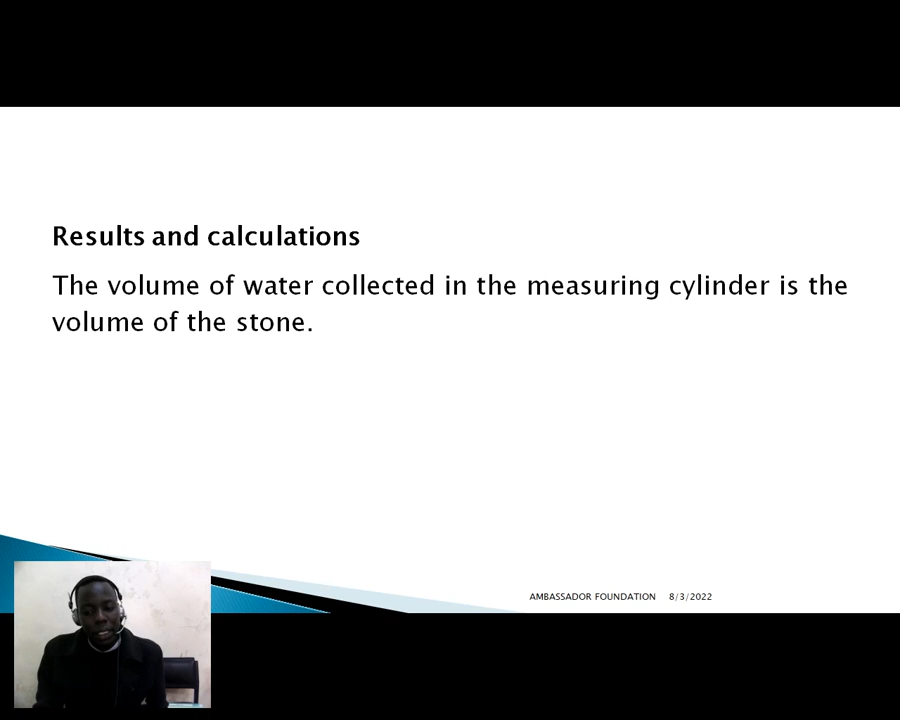 Results and calculations
The volume of water collected in the measuring cylinder is the
volume of the stone.
AMBASSADOR FOUNDATION 8/3/2022